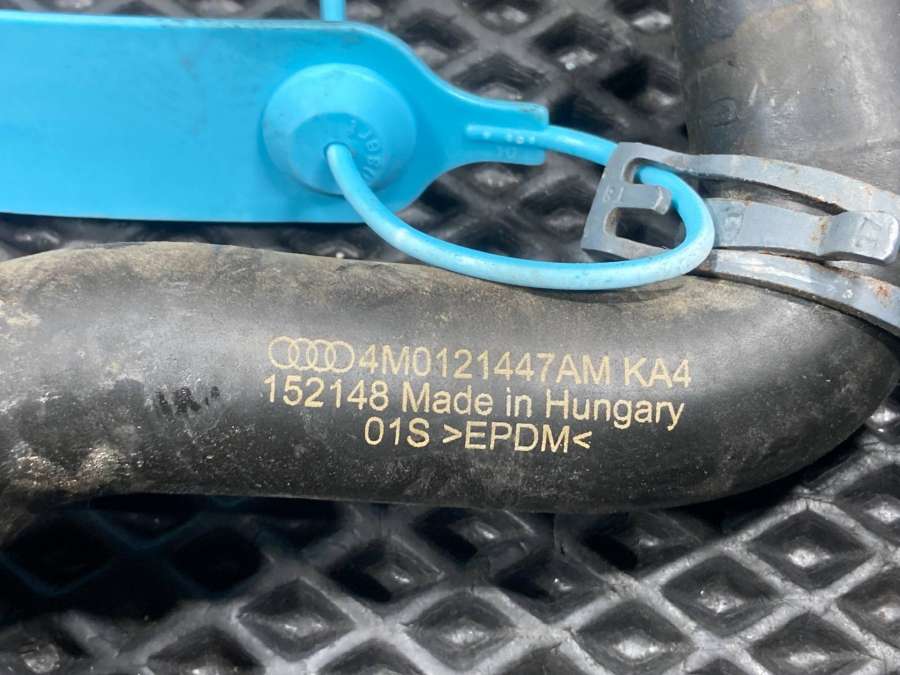 4M0121447AM KA4
152148 Made in Hungary
01S >EPDM<